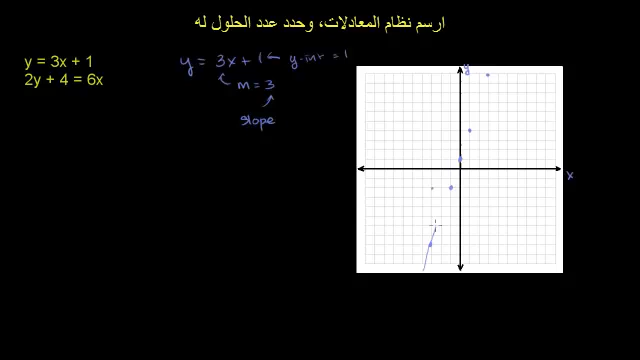 ارسم نظام المعادلات، وحدد عدد الحلول له
y = 3x + 1
2y + 4 = 6x
y = 3x + 1 ← y-int = 1
m = 3
slope
y
x